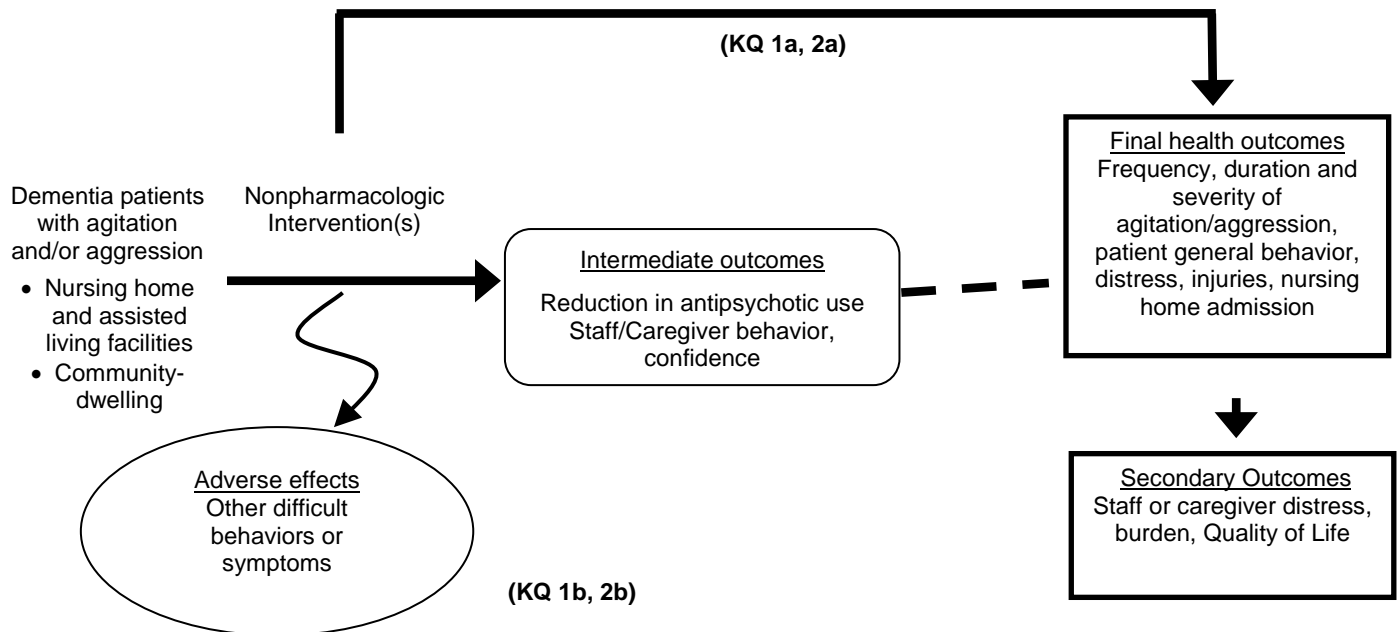 (KQ 1a, 2a)
Dementia patients
with agitation
and/or aggression
• Nursing home
and assisted
living facilities
• Community-
dwelling
Nonpharmacologic
Intervention(s)
Intermediate outcomes
Reduction in antipsychotic use
Staff/Caregiver behavior,
confidence
Final health outcomes
Frequency, duration and
severity of
agitation/aggression,
patient general behavior,
distress, injuries, nursing
home admission
Adverse effects
Other difficult
behaviors or
symptoms
(KQ 1b, 2b)
Secondary Outcomes
Staff or caregiver distress,
burden, Quality of Life